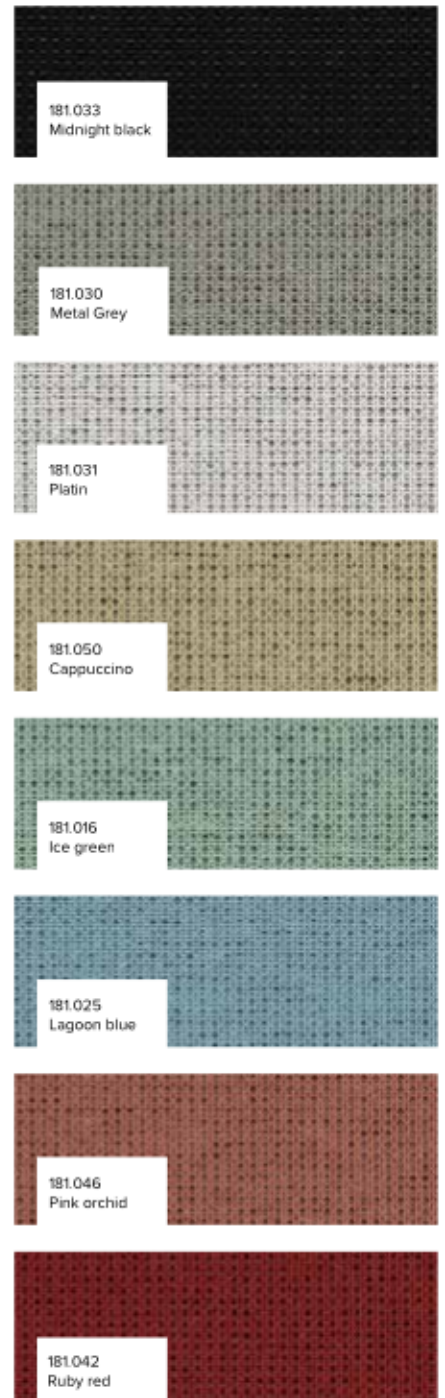 181.033
Midnight black
181.030
Metal Grey
181.031
Platin
181.050
Cappuccino
181.016
Ice green
181.025
Lagoon blue
181.046
Pink orchid
181.042
Ruby red